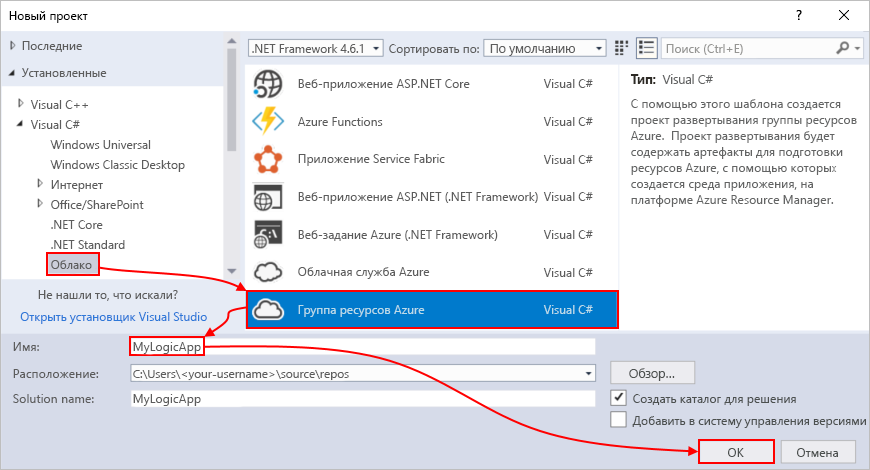 Новый проект
?
Последние
Установленные
Visual C++
Visual C#
Windows Universal
Windows Classic Desktop
Интернет
Office/SharePoint
.NET Core
.NET Standard
Облако
Не нашли то, что искали?
Открыть установщик Visual Studio
.NET Framework 4.6.1
Сортировать по: По умолчанию
Поиск (Ctrl+E)
Веб-приложение ASP.NET Core Visual C#
Azure Functions Visual C#
Приложение Service Fabric Visual C#
Веб-приложение ASP.NET (.NET Framework) Visual C#
Веб-задание Azure (.NET Framework) Visual C#
Облачная служба Azure Visual C#
Группа ресурсов Azure Visual C#
Тип: Visual C#
С помощью этого шаблона создается
проект развертывания группы ресурсов
Azure. Проект развертывания будет
содержать артефакты для подготовки
ресурсов Azure, с помощью которых
создается среда приложения, на
платформе Azure Resource Manager.
Имя: MyLogicApp
Расположение: C:\Users\<your-username>\source\repos
Обзор...
Solution name: MyLogicApp
Создать каталог для решения
Добавить в систему управления версиями
OK
Отмена